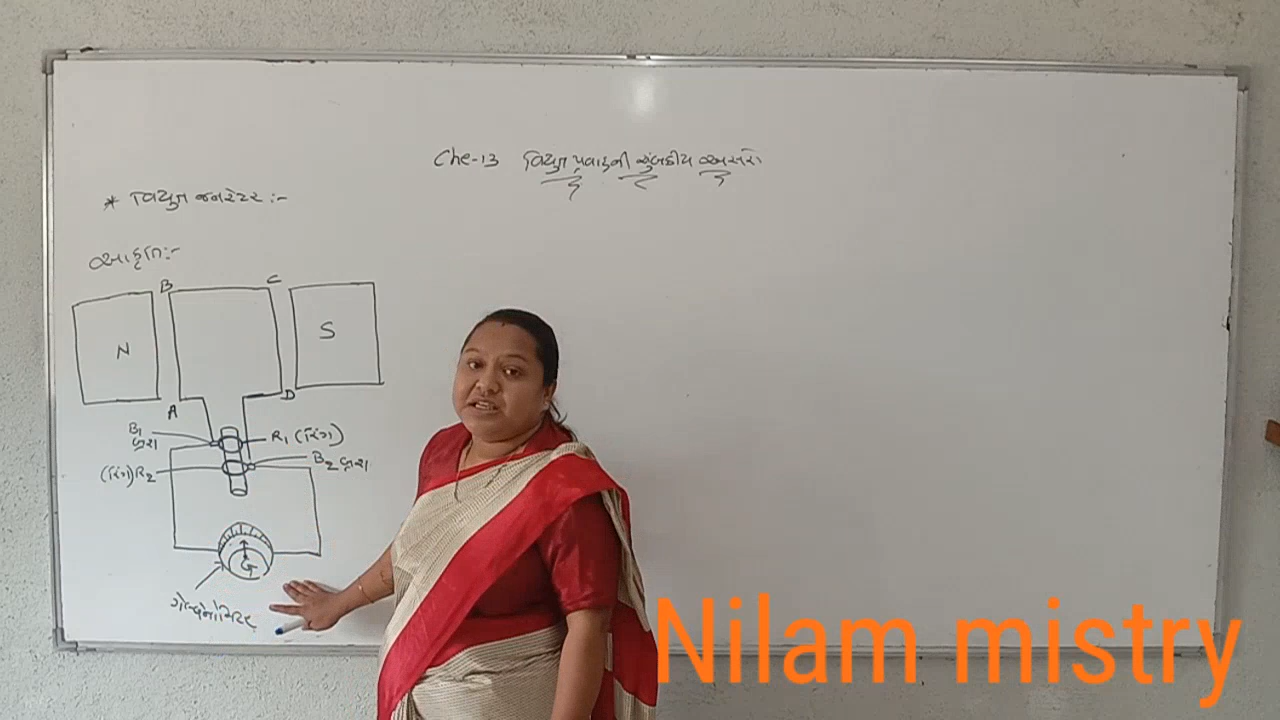 Che-13 વિદ્યુત પ્રવાહની ચુંબકીય અસરો
* વિદ્યુત જનરેટર :-
આકૃતિ:-
B C
N S
A D
B1 બ્રશ R1 (રિંગ)
(રિંગ) R2 B2 બ્રશ
G
ગેલ્વેનોમિટર
Nilam mistry